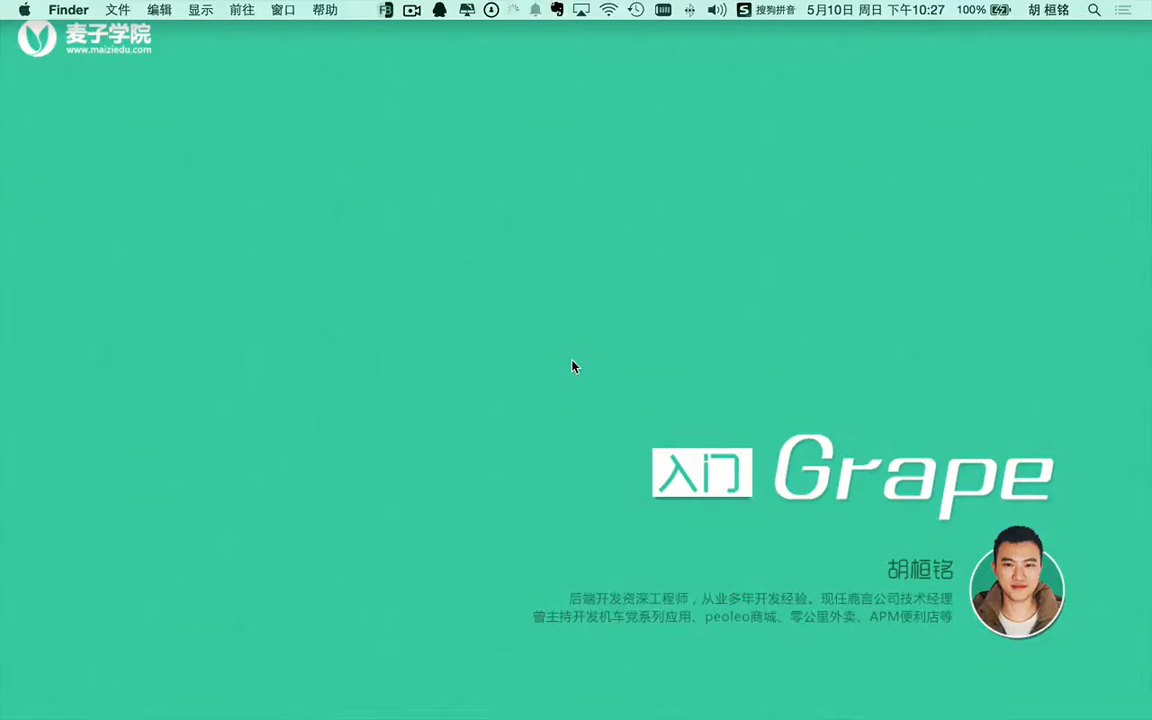 Finder 文件 编辑 显示 前往 窗口 帮助 搜狗拼音 5月10日 周日 下午10:27 100% 胡 桓铭
麦子学院
www.maiziedu.com
入门 Grape
胡桓铭
后端开发资深工程师，从业多年开发经验。现任鹿言公司技术经理
曾主持开发机车党系列应用、peoleo商城、零公里外卖、APM便利店等